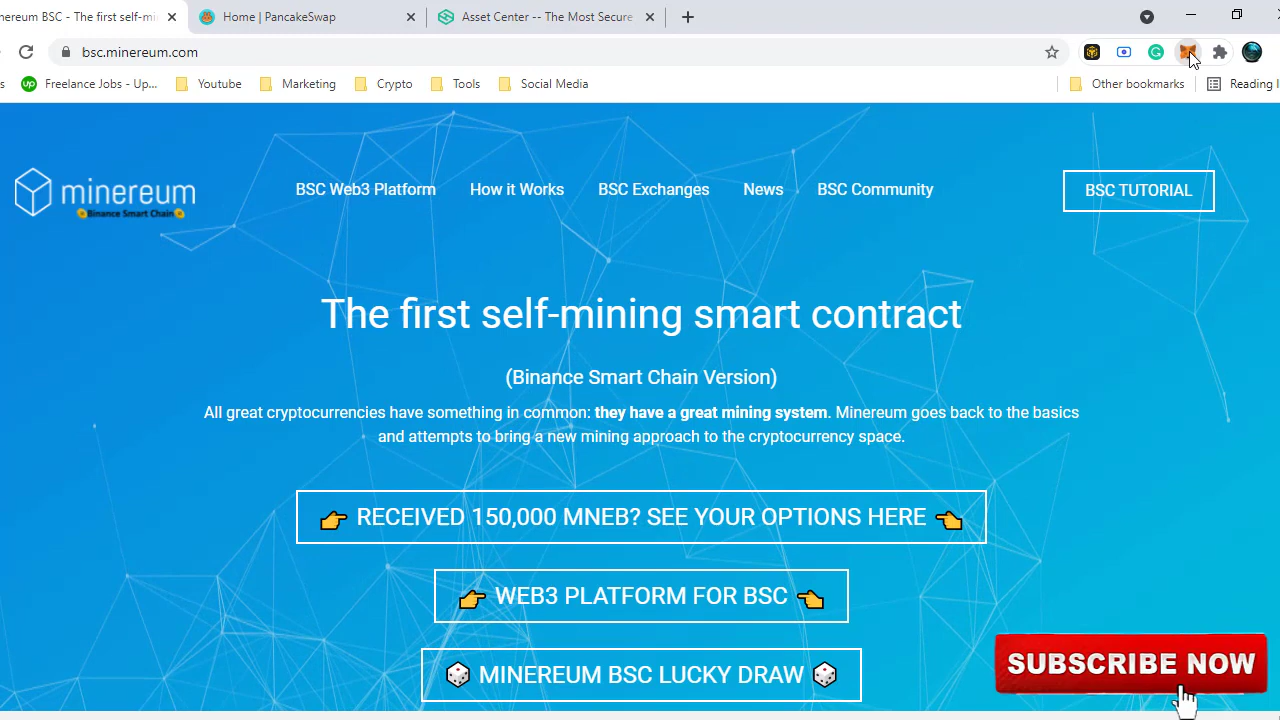 nereum BSC - The first self-mi
Home | PancakeSwap
Asset Center -- The Most Secure
bsc.minereum.com
up
Freelance Jobs - Up...
Youtube
Marketing
Crypto
Tools
Social Media
Other bookmarks
Reading l
minereum
Binance Smart Chain
BSC Web3 Platform
How it Works
BSC Exchanges
News
BSC Community
BSC TUTORIAL
The first self-mining smart contract
(Binance Smart Chain Version)
All great cryptocurrencies have something in common: they have a great mining system. Minereum goes back to the basics
and attempts to bring a new mining approach to the cryptocurrency space.
RECEIVED 150,000 MNEB? SEE YOUR OPTIONS HERE
WEB3 PLATFORM FOR BSC
MINEREUM BSC LUCKY DRAW
SUBSCRIBE NOW